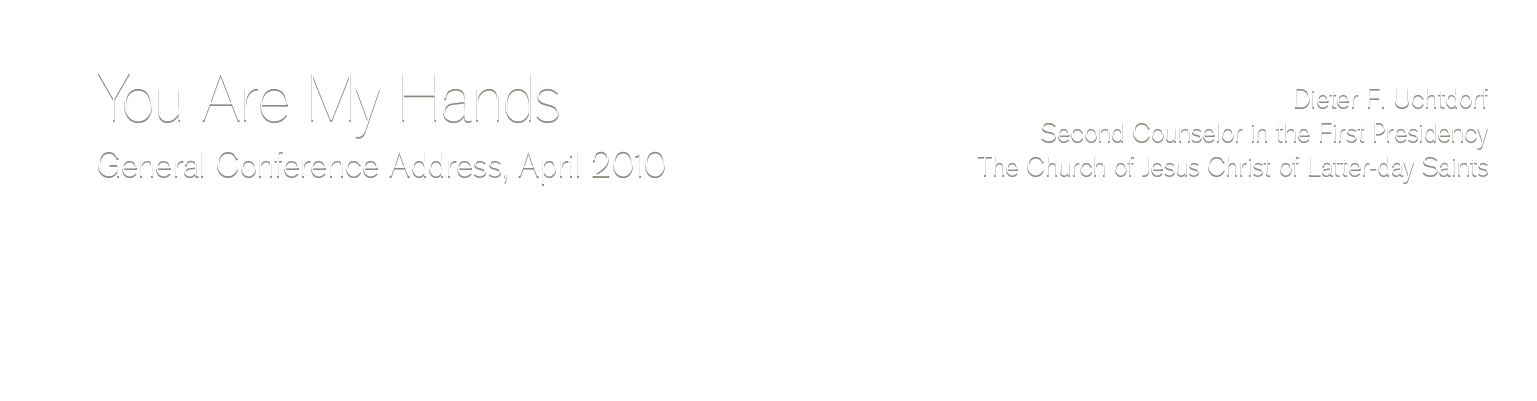 You Are My Hands
General Conference Address, April 2010
Dieter F. Uchtdorf
Second Counselor in the First Presidency
The Church of Jesus Christ of Latter-day Saints